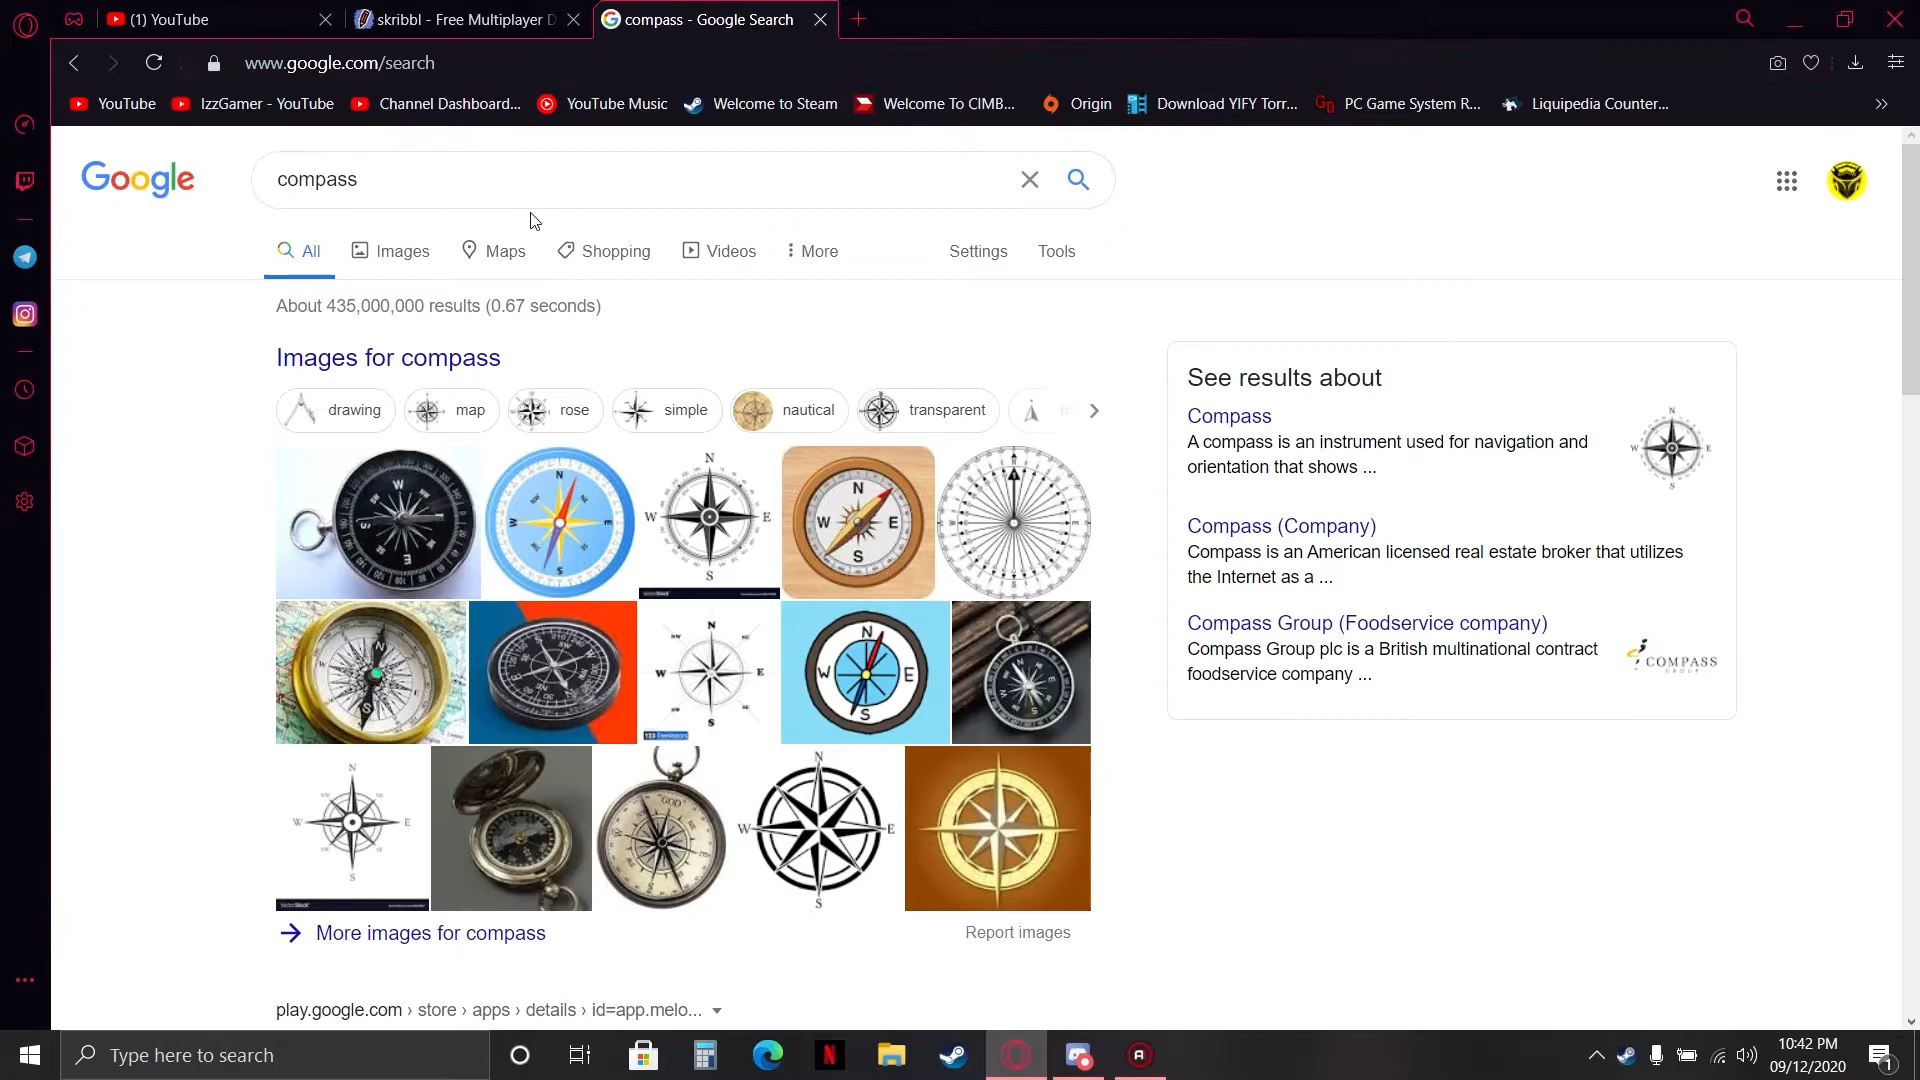 (1) YouTube
skribbl - Free Multiplayer D
compass - Google Search
www.google.com/search
YouTube
IzzGamer - YouTube
Channel Dashboard...
YouTube Music
Welcome to Steam
Welcome To CIMB...
Origin
Download YIFY Torr...
PC Game System R...
Liquipedia Counter...
Google
compass
All
Images
Maps
Shopping
Videos
More
Settings
Tools
About 435,000,000 results (0.67 seconds)
Images for compass
drawing
map
rose
simple
nautical
transparent
See results about
Compass
A compass is an instrument used for navigation and
orientation that shows ...
Compass (Company)
Compass is an American licensed real estate broker that utilizes
the Internet as a ...
Compass Group (Foodservice company)
Compass Group plc is a British multinational contract
foodservice company ...
COMPASS
GROUP
More images for compass
Report images
play.google.com › store › apps › details › id=app.melo...
Type here to search
10:42 PM
09/12/2020
1